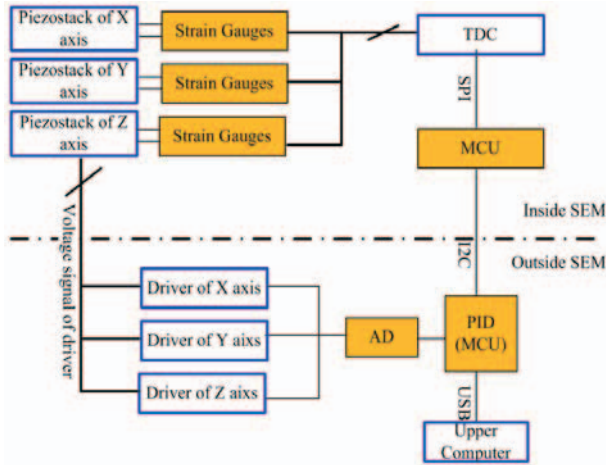 Piezostack of X
axis
Strain Gauges
TDC
Piezostack of Y
axis
Strain Gauges
SPI
Piezostack of Z
axis
Strain Gauges
MCU
Inside SEM
I2C
Outside SEM
Voltage signal of driver
Driver of X axis
Driver of Y aixs
AD
PID
(MCU)
Driver of Z aixs
USB
Upper
Computer